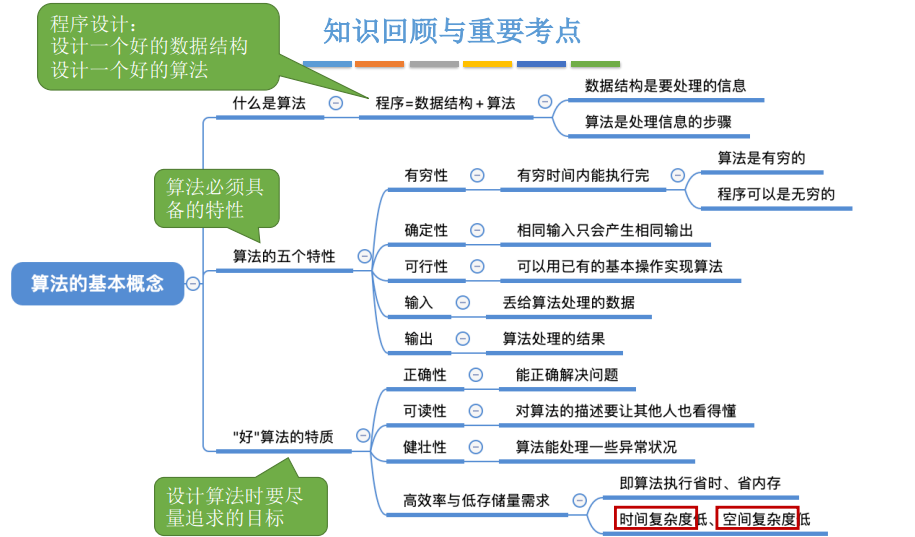 程序设计：
设计一个好的数据结构
设计一个好的算法
知识回顾与重要考点
什么是算法
程序=数据结构+算法
数据结构是要处理的信息
算法是处理信息的步骤
算法必须具
备的特性
算法的基本概念
算法的五个特性
有穷性
有穷时间内能执行完
算法是有穷的
程序可以是无穷的
确定性
相同输入只会产生相同输出
可行性
可以用已有的基本操作实现算法
输入
丢给算法处理的数据
输出
算法处理的结果
"好"算法的特质
正确性
能正确解决问题
可读性
对算法的描述要让其他人也看得懂
健壮性
算法能处理一些异常状况
高效率与低存储量需求
即算法执行省时、省内存
时间复杂度低、空间复杂度低
设计算法时要尽
量追求的目标